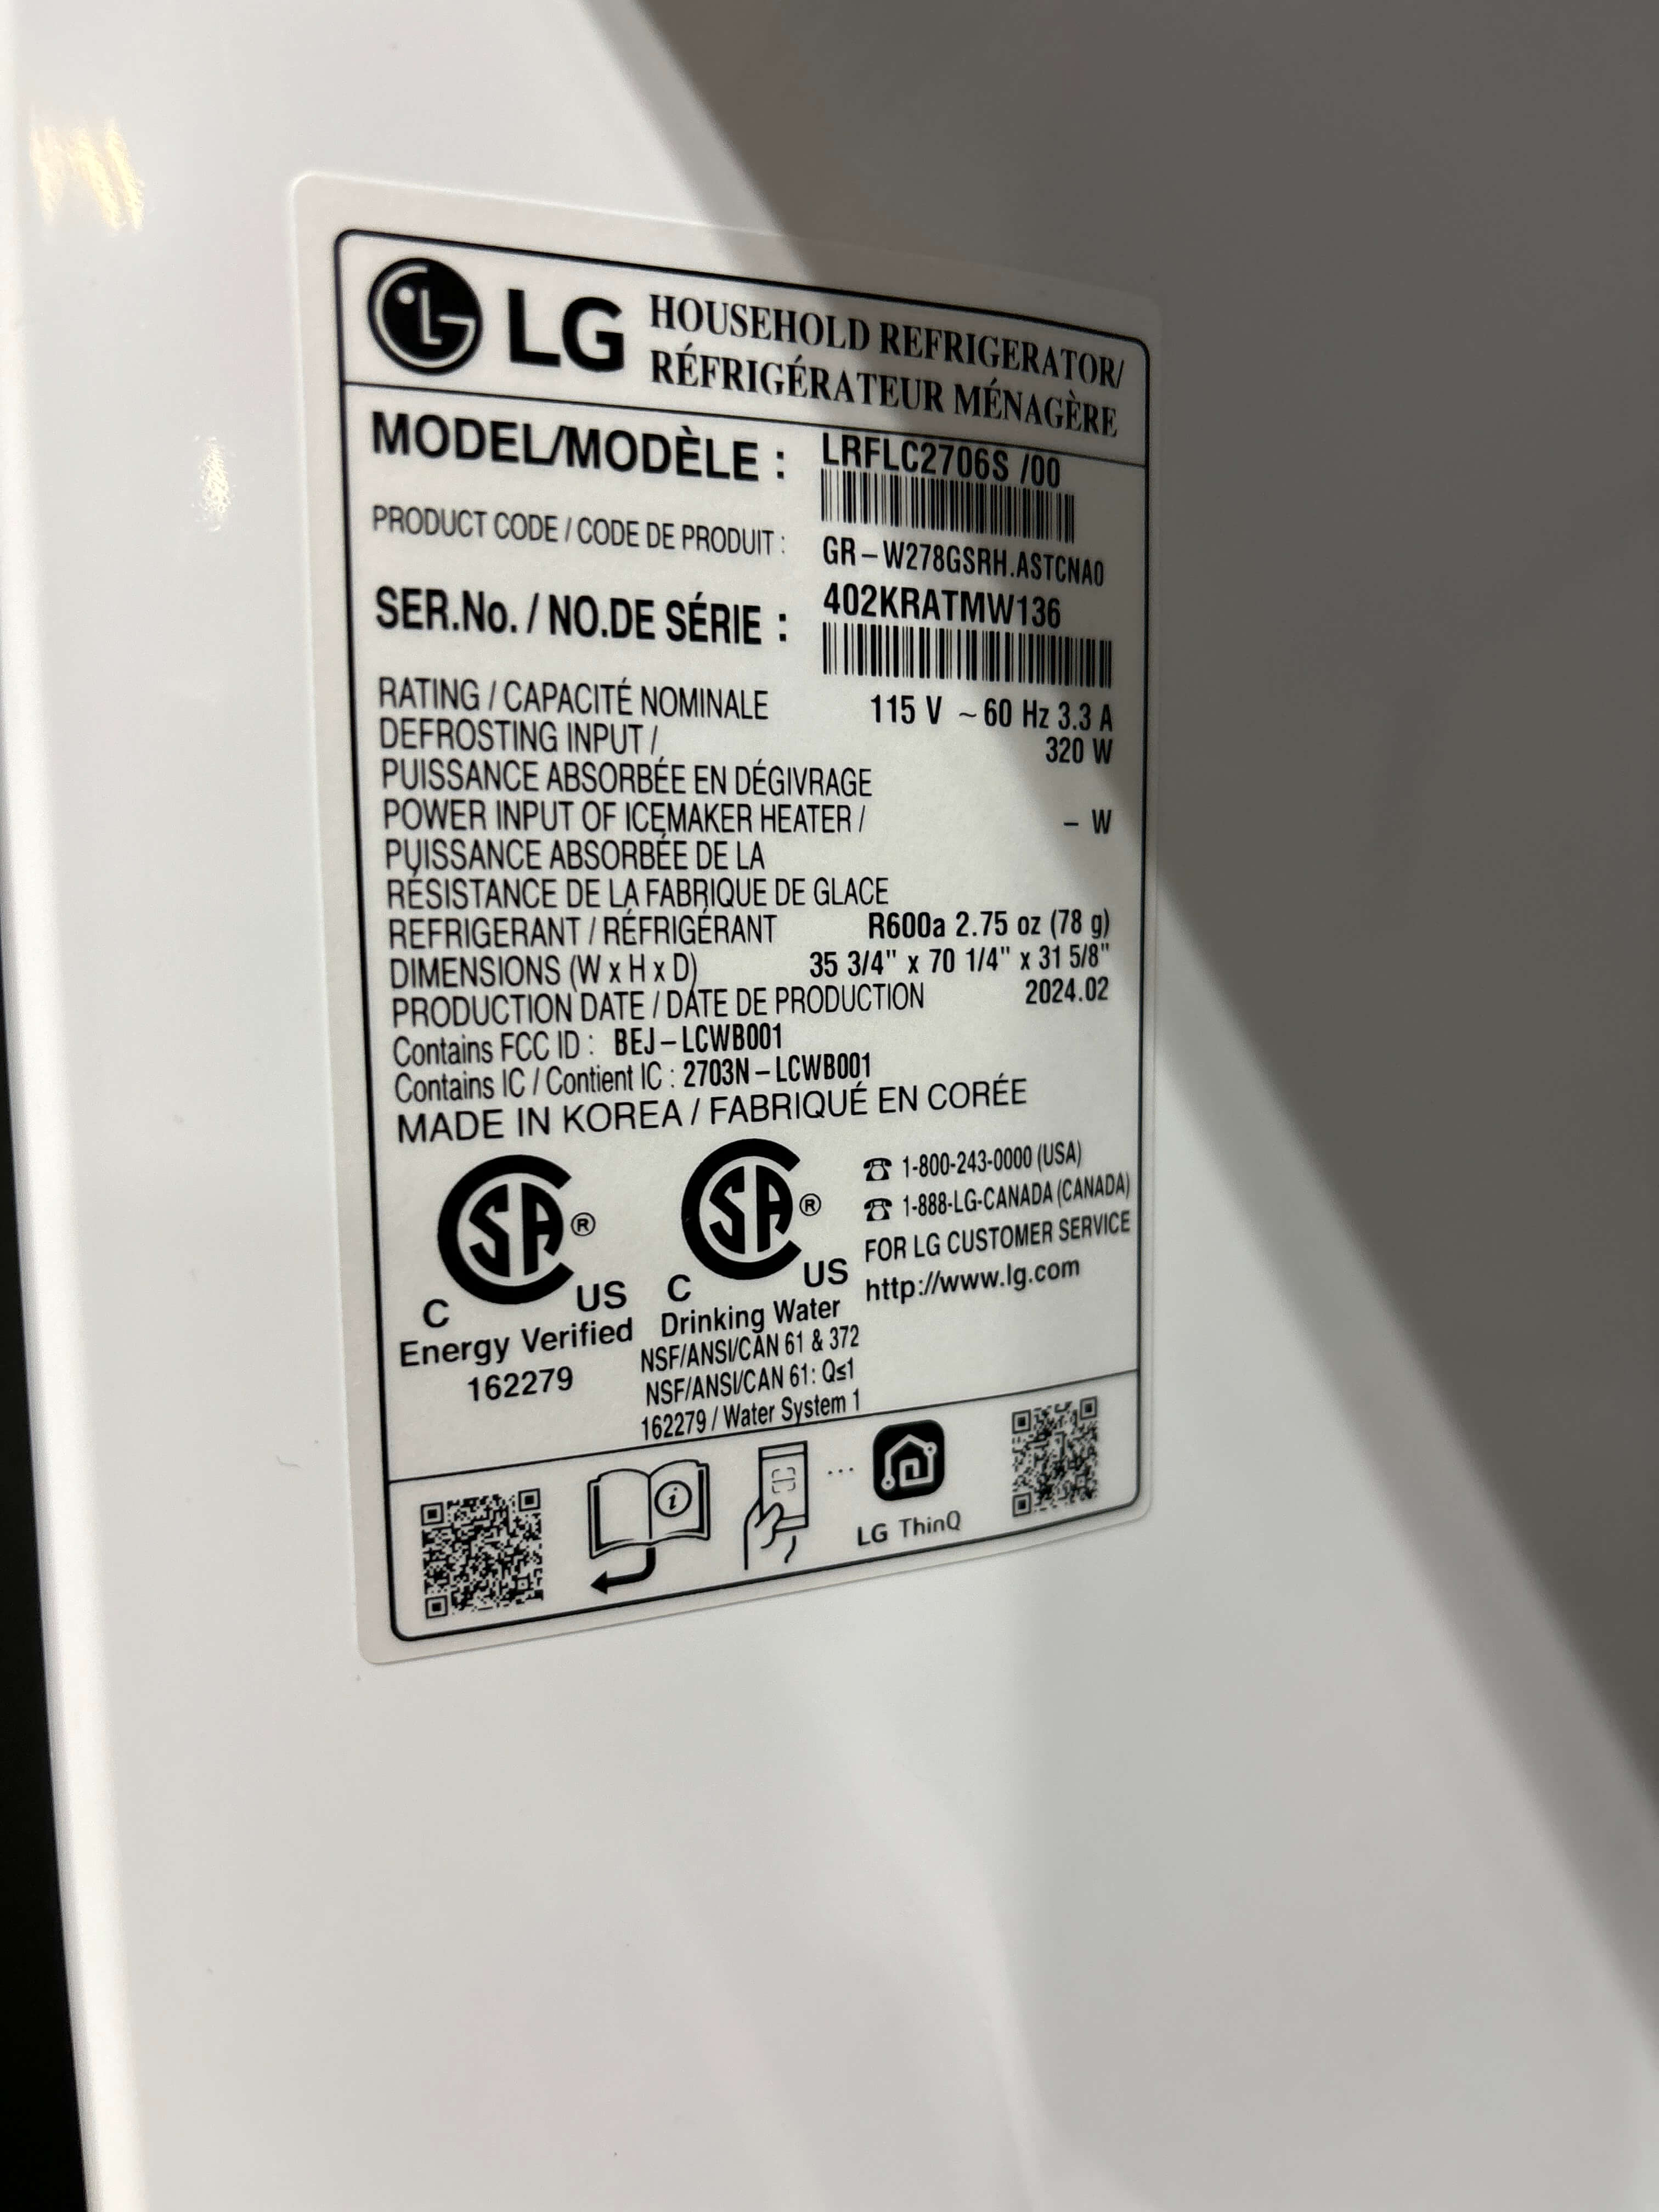 LG HOUSEHOLD REFRIGERATOR/
RÉFRIGÉRATEUR MÉNAGÈRE
MODEL/MODÈLE : LRFLC2706S /00
PRODUCT CODE / CODE DE PRODUIT : GR-W278GSRH.ASTCNA0
SER.No. / NO.DE SÉRIE : 402KRATMW136
RATING / CAPACITÉ NOMINALE 115 V ~ 60 Hz 3.3 A
DEFROSTING INPUT / 320 W
PUISSANCE ABSORBÉE EN DÉGIVRAGE
POWER INPUT OF ICEMAKER HEATER / – W
PUISSANCE ABSORBÉE DE LA
RÉSISTANCE DE LA FABRIQUE DE GLACE
REFRIGERANT / RÉFRIGÉRANT R600a 2.75 oz (78 g)
DIMENSIONS (W x H x D) 35 3/4" x 70 1/4" x 31 5/8"
PRODUCTION DATE / DATE DE PRODUCTION 2024.02
Contains FCC ID : BEJ-LCWB001
Contains IC / Contient IC : 2703N-LCWB001
MADE IN KOREA / FABRIQUÉ EN CORÉE
SA ® C US
Energy Verified
162279
SA ® C US
Drinking Water
NSF/ANSI/CAN 61 & 372
NSF/ANSI/CAN 61: Q≤1
162279 / Water System 1
☎ 1-800-243-0000 (USA)
☎ 1-888-LG-CANADA (CANADA)
FOR LG CUSTOMER SERVICE
http://www.lg.com
i
...
LG ThinQ